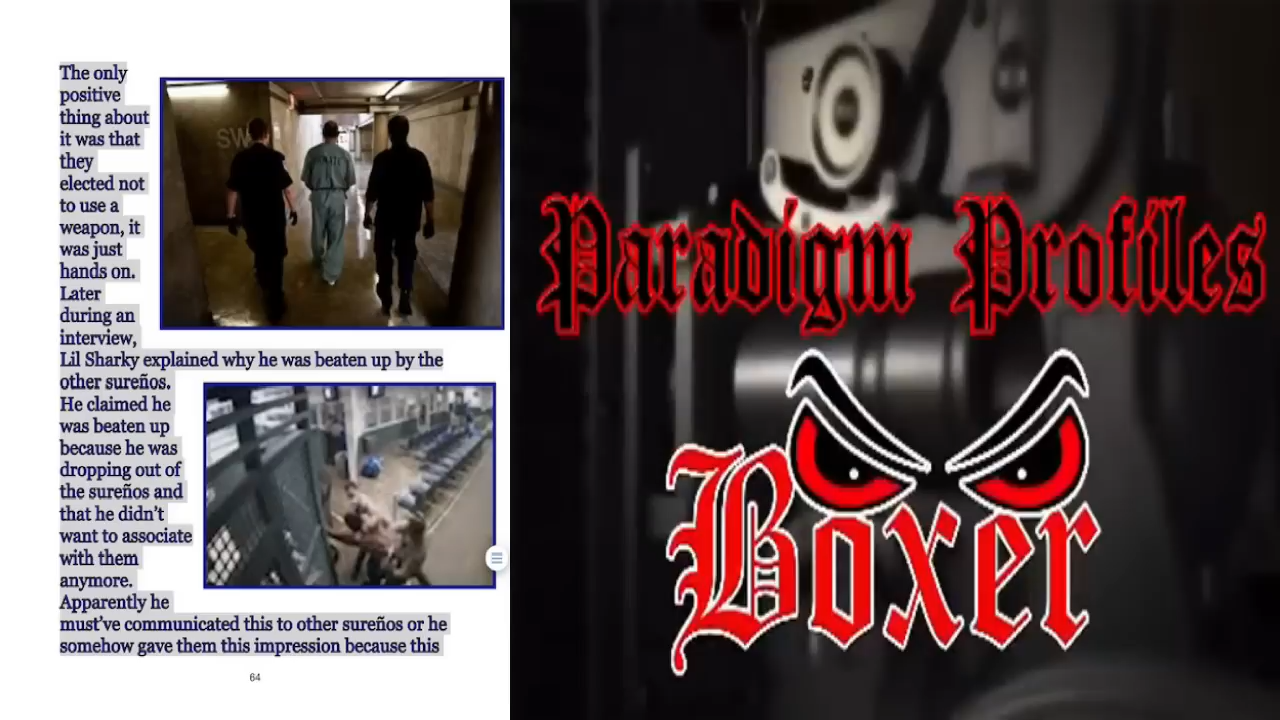 The only
positive
thing about
it was that
they
elected not
to use a
weapon, it
was just
hands on.
Later
during an
interview,
Lil Sharky explained why he was beaten up by the
other sureños.
He claimed he
was beaten up
because he was
dropping out of
the sureños and
that he didn't
want to associate
with them
anymore.
Apparently he
must've communicated this to other sureños or he
somehow gave them this impression because this
64
SW
Paradigm Profiles
Boxer